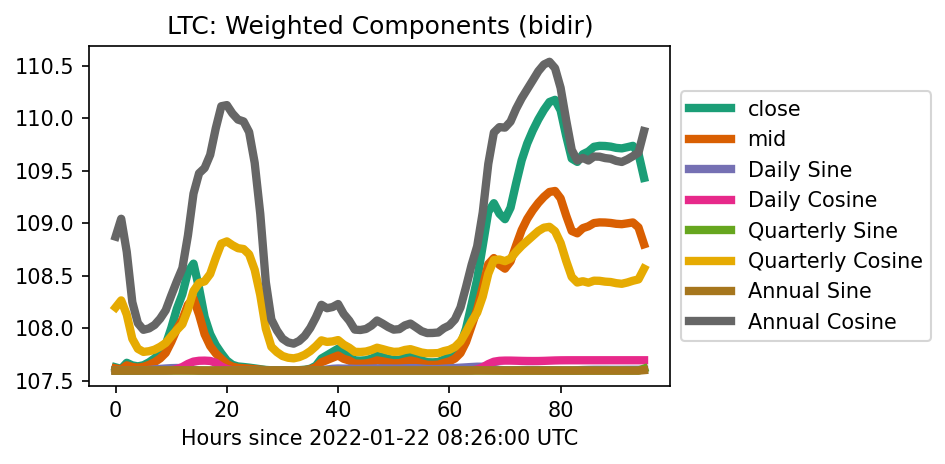 LTC: Weighted Components (bidir)
110.5
110.0
109.5
109.0
108.5
108.0
107.5
0
20
40
60
80
Hours since 2022-01-22 08:26:00 UTC
close
mid
Daily Sine
Daily Cosine
Quarterly Sine
Quarterly Cosine
Annual Sine
Annual Cosine